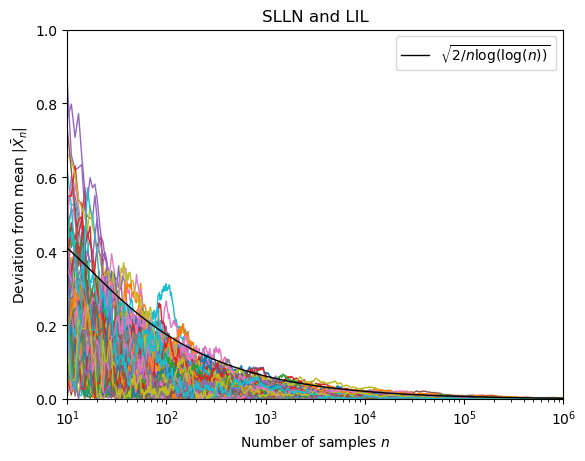 SLLN and LIL
√2/n log(log(n))
Deviation from mean |X̄ₙ|
1.0
0.8
0.6
0.4
0.2
0.0
10¹ 10² 10³ 10⁴ 10⁵ 10⁶
Number of samples n